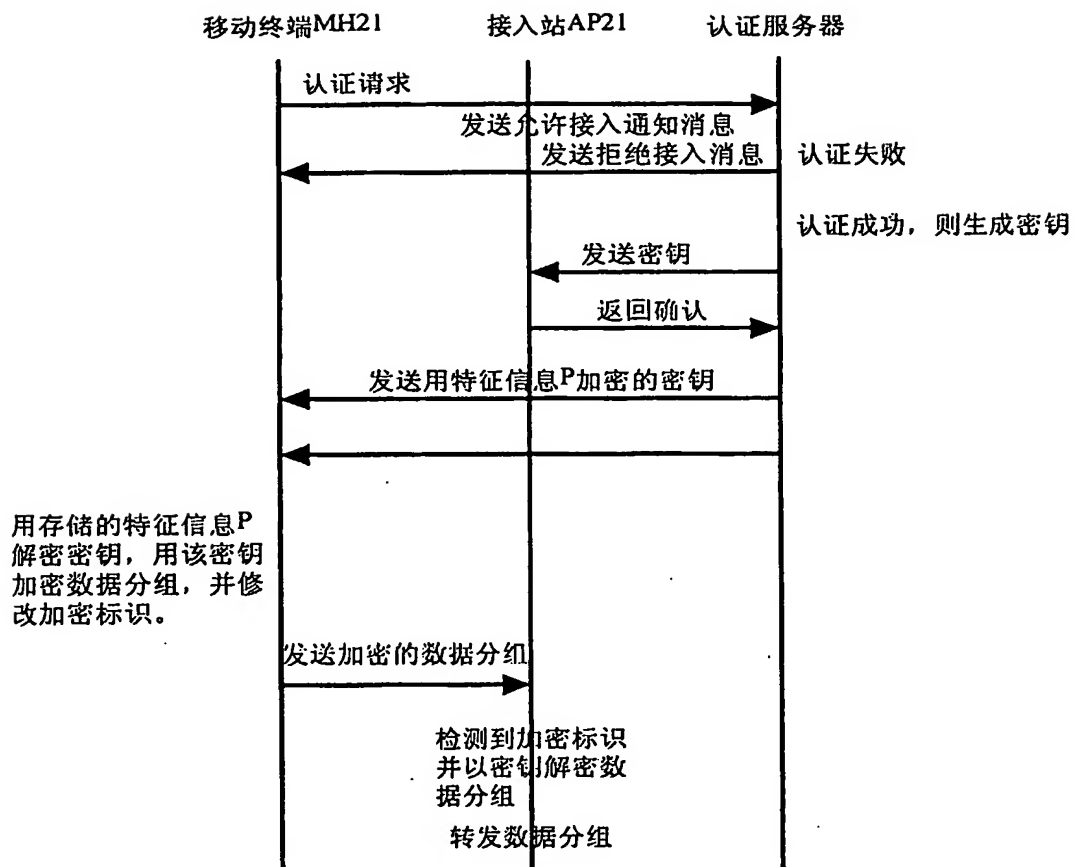 移动终端MH21
接入站AP21
认证服务器
认证请求
发送允许接入通知消息
发送拒绝接入消息
认证失败
认证成功，则生成密钥
发送密钥
返回确认
发送用特征信息P加密的密钥
用存储的特征信息P
解密密钥，用该密钥
加密数据分组，并修
改加密标识。
发送加密的数据分组
检测到加密标识
并以密钥解密数
据分组
转发数据分组